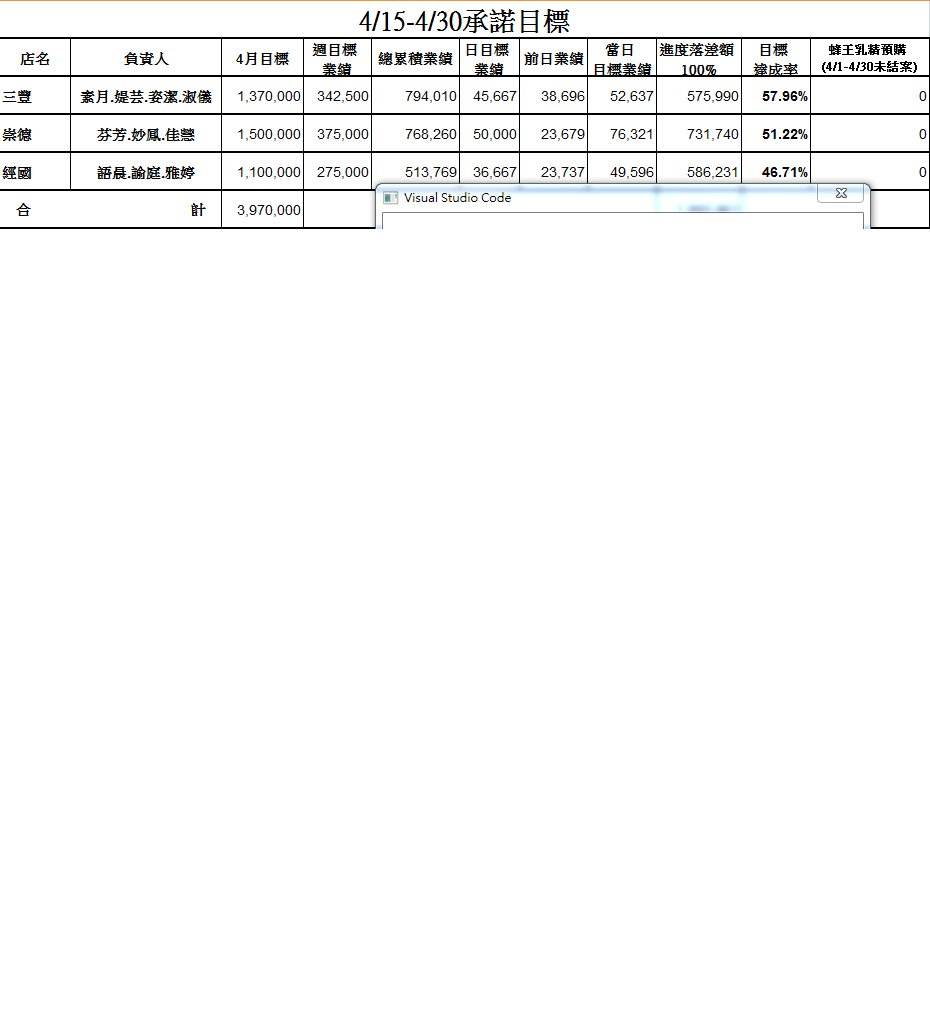 4/15-4/30承諾目標
店名 負責人 4月目標 週目標業績 總累積業績 日目標業績 前日業績 當日目標業績 進度落差額100% 目標達成率 蜂王乳精預購(4/1-4/30未結案)
三豐 素月.媞芸.姿潔.淑儀 1,370,000 342,500 794,010 45,667 38,696 52,637 575,990 57.96% 0
崇德 芬芳.妙鳳.佳慧 1,500,000 375,000 768,260 50,000 23,679 76,321 731,740 51.22% 0
經國 語晨.諭庭.雅婷 1,100,000 275,000 513,769 36,667 23,737 49,596 586,231 46.71% 0
合 計 3,970,000
Visual Studio Code